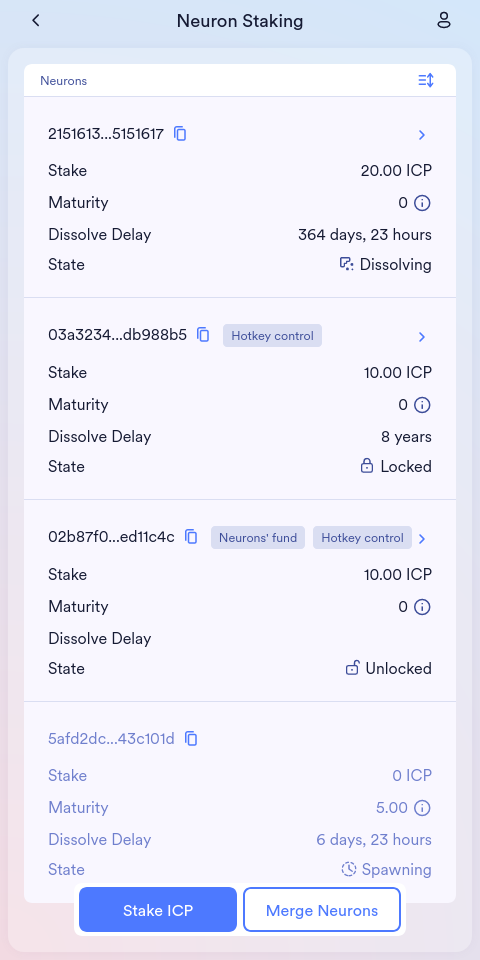 Neuron Staking
Neurons
2151613...5151617
Stake 20.00 ICP
Maturity 0
Dissolve Delay 364 days, 23 hours
State Dissolving
03a3234...db988b5 Hotkey control
Stake 10.00 ICP
Maturity 0
Dissolve Delay 8 years
State Locked
02b87f0...ed11c4c Neurons' fund Hotkey control
Stake 10.00 ICP
Maturity 0
Dissolve Delay
State Unlocked
5afd2dc...43c101d
Stake 0 ICP
Maturity 5.00
Dissolve Delay 6 days, 23 hours
State Spawning
Stake ICP Merge Neurons